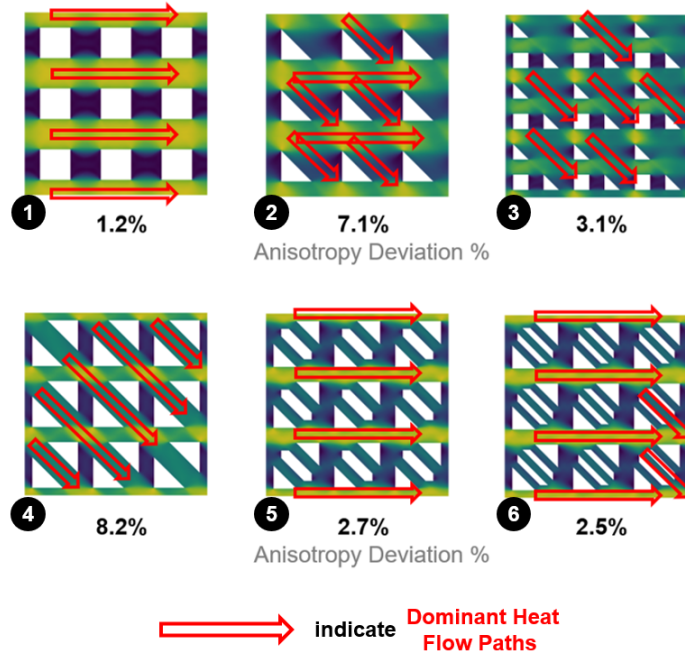 1 2 3
1.2% 7.1% 3.1%
Anisotropy Deviation %
4 5 6
8.2% 2.7% 2.5%
Anisotropy Deviation %
indicate Dominant Heat
Flow Paths